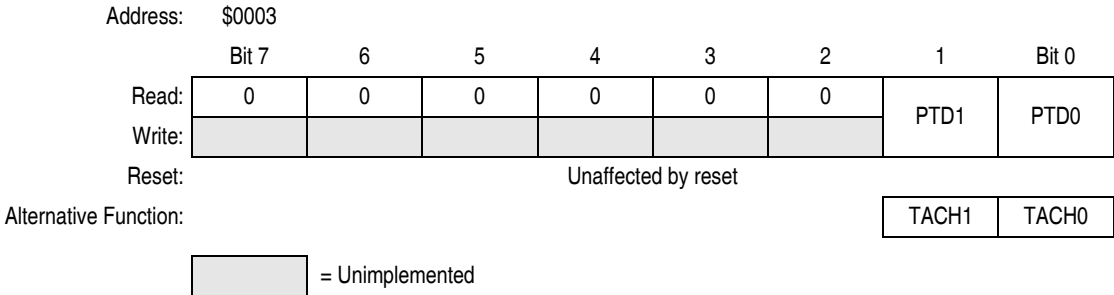 Address: $0003
Bit 7 6 5 4 3 2 1 Bit 0
Read: 0 0 0 0 0 0 PTD1 PTD0
Write:
Reset: Unaffected by reset
Alternative Function: TACH1 TACH0
= Unimplemented